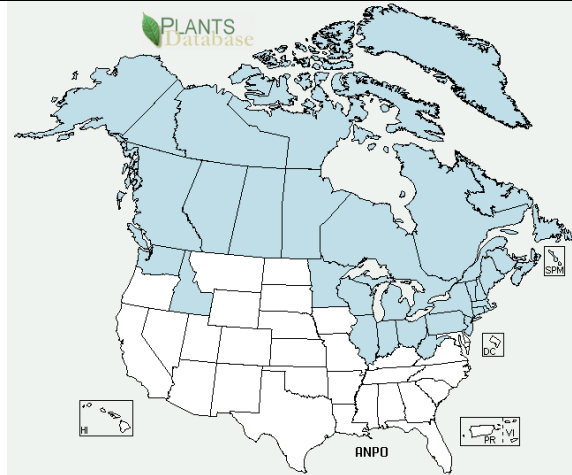 PLANTS
Database
SPM
DC
HI
PR
VI
ANPO